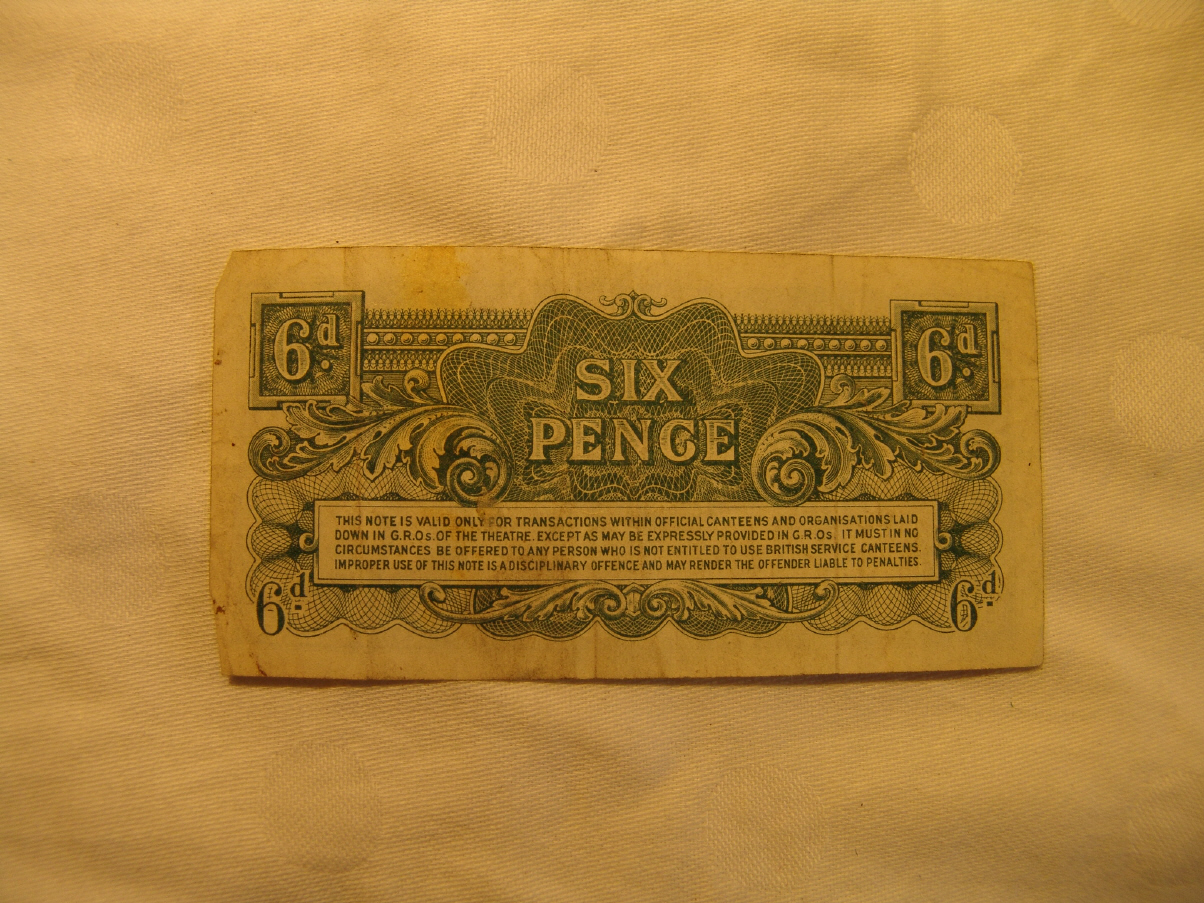 6d.
6d.
SIX
PENCE
THIS NOTE IS VALID ONLY FOR TRANSACTIONS WITHIN OFFICIAL CANTEENS AND ORGANISATIONS LAID
DOWN IN G.R.Os. OF THE THEATRE. EXCEPT AS MAY BE EXPRESSLY PROVIDED IN G.R.Os. IT MUST IN NO
CIRCUMSTANCES BE OFFERED TO ANY PERSON WHO IS NOT ENTITLED TO USE BRITISH SERVICE CANTEENS.
IMPROPER USE OF THIS NOTE IS A DISCIPLINARY OFFENCE AND MAY RENDER THE OFFENDER LIABLE TO PENALTIES.
6d.
6d.